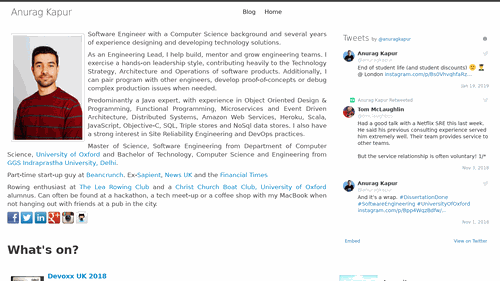 Anurag Kapur
Blog Home
Software Engineer with a Computer Science background and several years
of experience designing and developing technology solutions.
As an Engineering Lead, I help build, mentor and grow engineering teams. I
exercise a hands-on leadership style, contributing heavily to the Technology
Strategy, Architecture and Operations of software products. Additionally, I
can pair program with other engineers, develop proof-of-concepts or debug
complex production issues when needed.
Predominantly a Java expert, with experience in Object Oriented Design &
Programming, Functional Programming, Microservices and Event Driven
Architecture, Distributed Systems, Amazon Web Services, Heroku, Scala,
JavaScript, Objective-C, SQL, Triple stores and NoSql data stores. I also have
a strong interest in Site Reliability Engineering and DevOps practices.
Master of Science, Software Engineering from Department of Computer
Science, University of Oxford and Bachelor of Technology, Computer Science and Engineering from
GGS Indraprastha University, Delhi.
Part-time start-up guy at Beancrunch. Ex-Sapient, News UK and the Financial Times.
Rowing enthusiast at The Lea Rowing Club and a Christ Church Boat Club, University of Oxford
alumnus. Can often be found at a hackathon, a tech meet-up or a coffee shop with my MacBook when
not hanging out with friends at a pub in the city.
What's on?
Devoxx UK 2018
Tweets by @anuragkapur
Anurag Kapur
@anuragkapur
End of student life (and student discounts)
@ London
Jan 19, 2019
Anurag Kapur Retweeted
Tom McLaughlin
Had a good talk with a Netflix SRE this last week.
He said his previous consulting experience served
him extremely well. Their team provides service to
other teams.
But the service relationship is often voluntary! 1/*
Nov 3, 2018
Anurag Kapur
@anuragkapur
And it's a wrap. #DissertationDone
#SoftwareEngineering #UniversityOfOxford
Nov 1, 2018
Embed View on Twitter